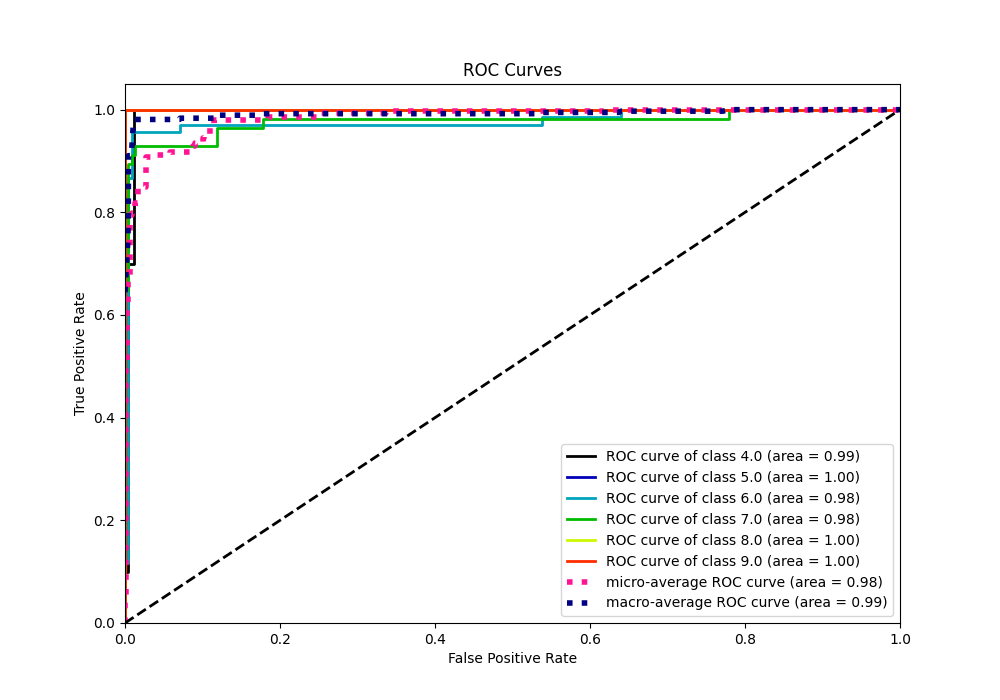 ROC Curves
1.0
0.8
0.6
0.4
0.2
0.0
True Positive Rate
0.0 0.2 0.4 0.6 0.8 1.0
False Positive Rate
ROC curve of class 4.0 (area = 0.99)
ROC curve of class 5.0 (area = 1.00)
ROC curve of class 6.0 (area = 0.98)
ROC curve of class 7.0 (area = 0.98)
ROC curve of class 8.0 (area = 1.00)
ROC curve of class 9.0 (area = 1.00)
micro-average ROC curve (area = 0.98)
macro-average ROC curve (area = 0.99)